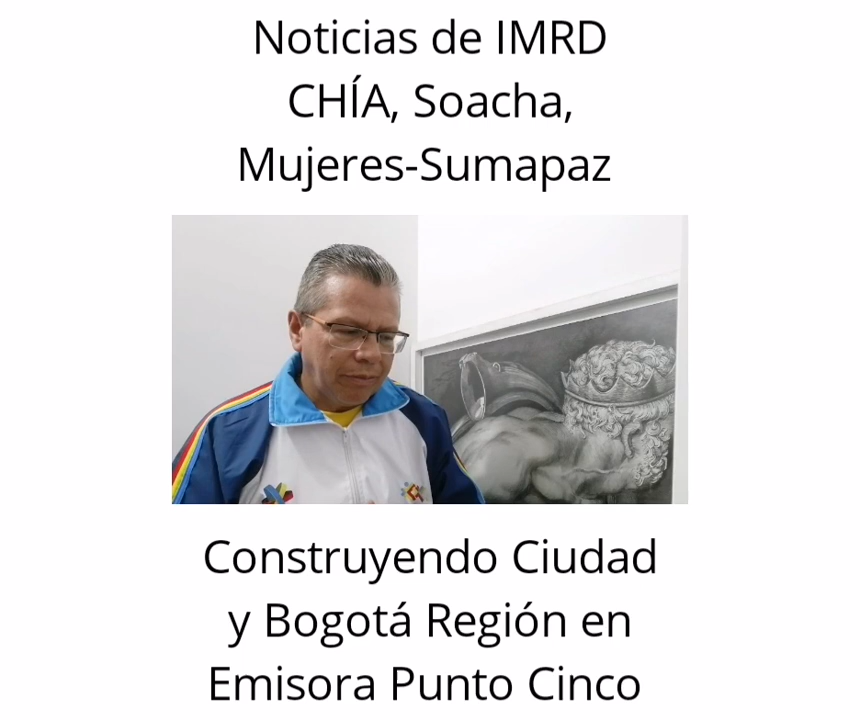 Noticias de IMRD
CHÍA, Soacha,
Mujeres-Sumapaz
Construyendo Ciudad
y Bogotá Región en
Emisora Punto Cinco